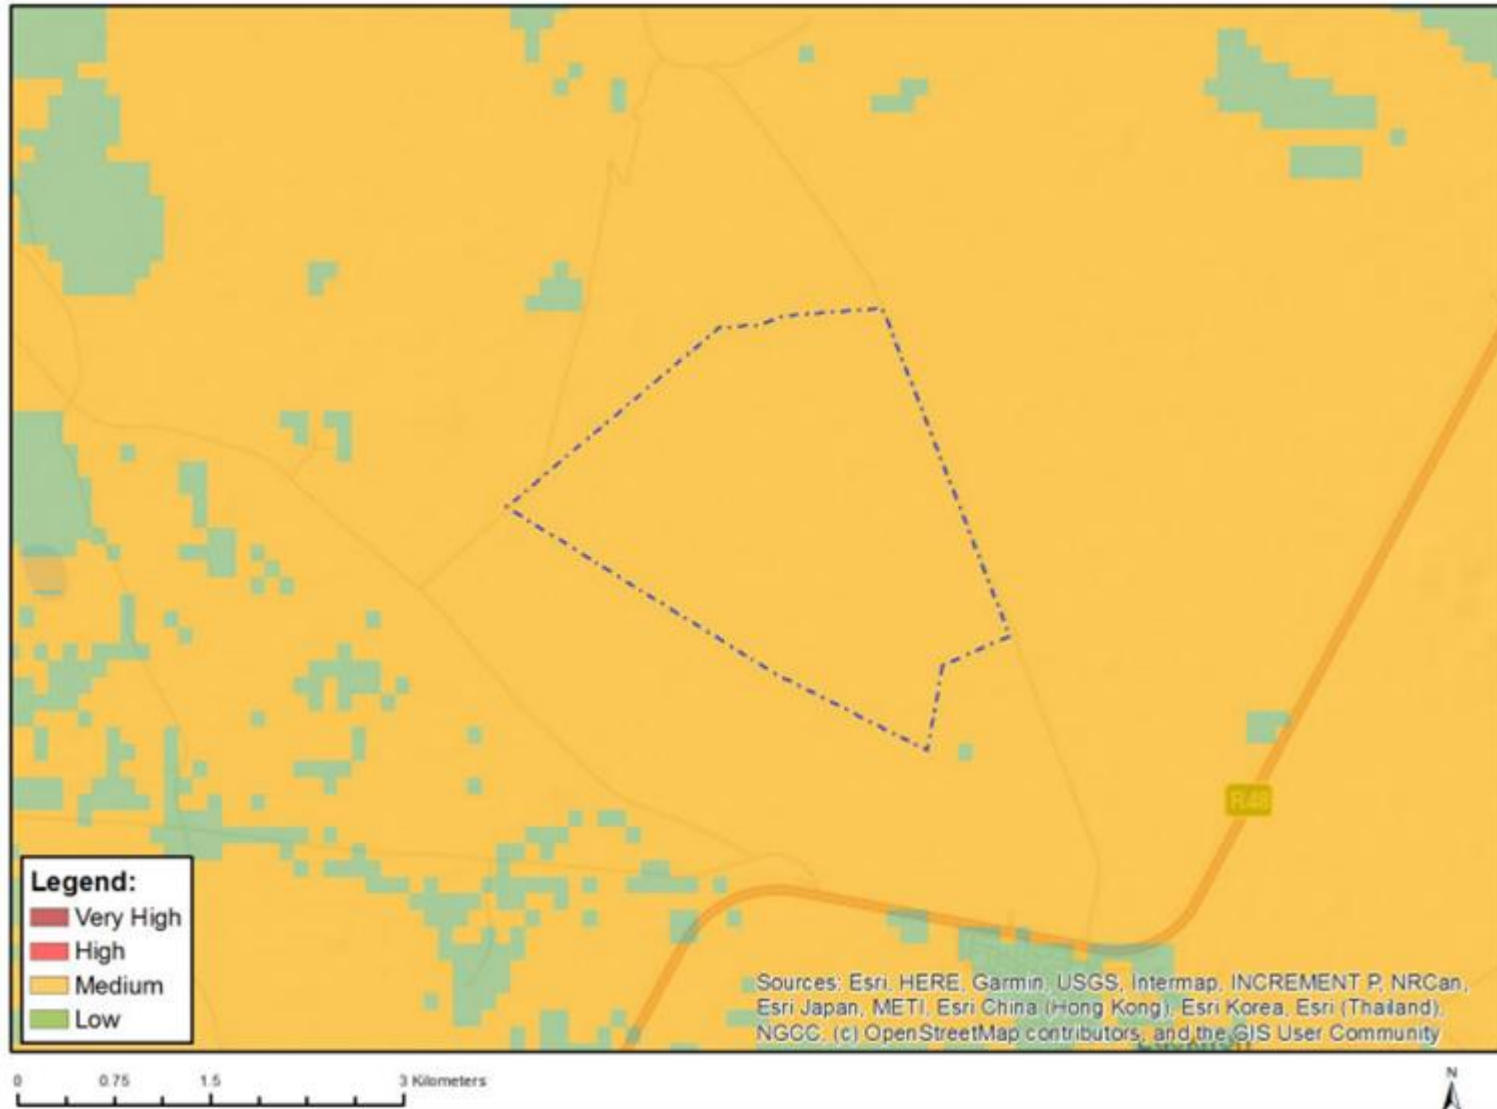 R48
Legend:
Very High
High
Medium
Low
Sources: Esri, HERE, Garmin, USGS, Intermap, INCREMENT P, NRCan,
Esri Japan, METI, Esri China (Hong Kong), Esri Korea, Esri (Thailand),
NGCC, (c) OpenStreetMap contributors, and the GIS User Community
0 0.75 1.5 3 Kilometers
N